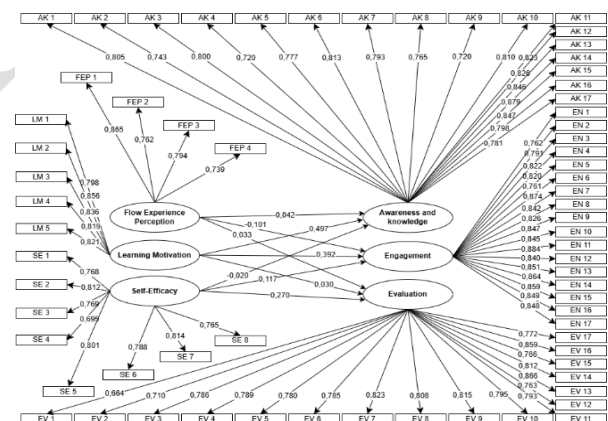 AK 1
AK 2
AK 3
AK 4
AK 5
AK 6
AK 7
AK 8
AK 9
AK 10
AK 11
AK 12
AK 13
AK 14
AK 15
AK 16
AK 17
0,805
0,743
0,800
0,720
0,777
0,813
0,793
0,765
0,720
0,810
0,823
0,826
0,846
0,879
0,847
0,798
0,781
FEP 1
FEP 2
FEP 3
FEP 4
0,865
0,762
0,794
0,739
LM 1
LM 2
LM 3
LM 4
LM 5
0,798
0,856
0,836
0,819
0,821
SE 1
SE 2
SE 3
SE 4
SE 5
SE 6
SE 7
SE 8
0,768
0,812
0,769
0,695
0,801
0,788
0,814
0,765
Flow Experience
Perception
Learning Motivation
Self-Efficacy
-0,042
-0,101
0,033
0,497
0,392
0,030
-0,020
0,117
0,270
Awareness and
knowledge
Engagement
Evaluation
EN 1
EN 2
EN 3
EN 4
EN 5
EN 6
EN 7
EN 8
EN 9
EN 10
EN 11
EN 12
EN 13
EN 14
EN 15
EN 16
EN 17
0,762
0,791
0,822
0,820
0,761
0,874
0,842
0,826
0,847
0,845
0,884
0,840
0,851
0,864
0,859
0,849
0,848
EV 17
EV 16
EV 15
EV 14
EV 13
EV 12
EV 11
0,772
0,859
0,766
0,812
0,866
0,763
0,793
0,664
0,710
0,786
0,789
0,780
0,785
0,823
0,808
0,815
0,795
EV 1
EV 2
EV 3
EV 4
EV 5
EV 6
EV 7
EV 8
EV 9
EV 10